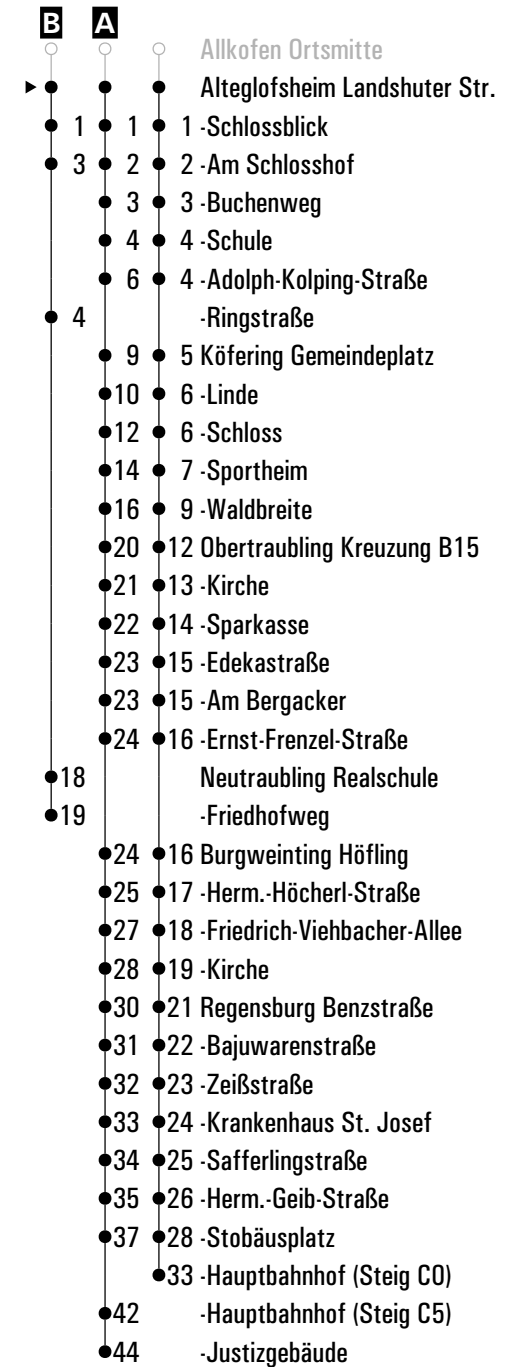 B A
Allkofen Ortsmitte
Alteglofsheim Landshuter Str.
1 1 1 -Schlossblick
3 2 2 -Am Schlosshof
3 3 -Buchenweg
4 4 -Schule
6 4 -Adolph-Kolping-Straße
4 -Ringstraße
9 5 Köfering Gemeindeplatz
10 6 -Linde
12 6 -Schloss
14 7 -Sportheim
16 9 -Waldbreite
20 12 Obertraubling Kreuzung B15
21 13 -Kirche
22 14 -Sparkasse
23 15 -Edekastraße
23 15 -Am Bergacker
24 16 -Ernst-Frenzel-Straße
18 Neutraubling Realschule
19 -Friedhofweg
24 16 Burgweinting Höfling
25 17 -Herm.-Höcherl-Straße
27 18 -Friedrich-Viehbacher-Allee
28 19 -Kirche
30 21 Regensburg Benzstraße
31 22 -Bajuwarenstraße
32 23 -Zeißstraße
33 24 -Krankenhaus St. Josef
34 25 -Safferlingstraße
35 26 -Herm.-Geib-Straße
37 28 -Stobäusplatz
33 -Hauptbahnhof (Steig C0)
42 -Hauptbahnhof (Steig C5)
44 -Justizgebäude